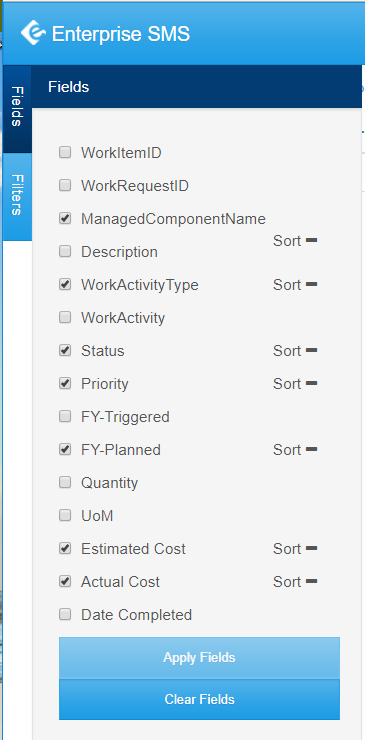 Enterprise SMS
Fields
Fields
Filters
WorkItemID
WorkRequestID
ManagedComponentName
Sort
Description
WorkActivityType Sort
WorkActivity
Status Sort
Priority Sort
FY-Triggered
FY-Planned Sort
Quantity
UoM
Estimated Cost Sort
Actual Cost Sort
Date Completed
Apply Fields
Clear Fields